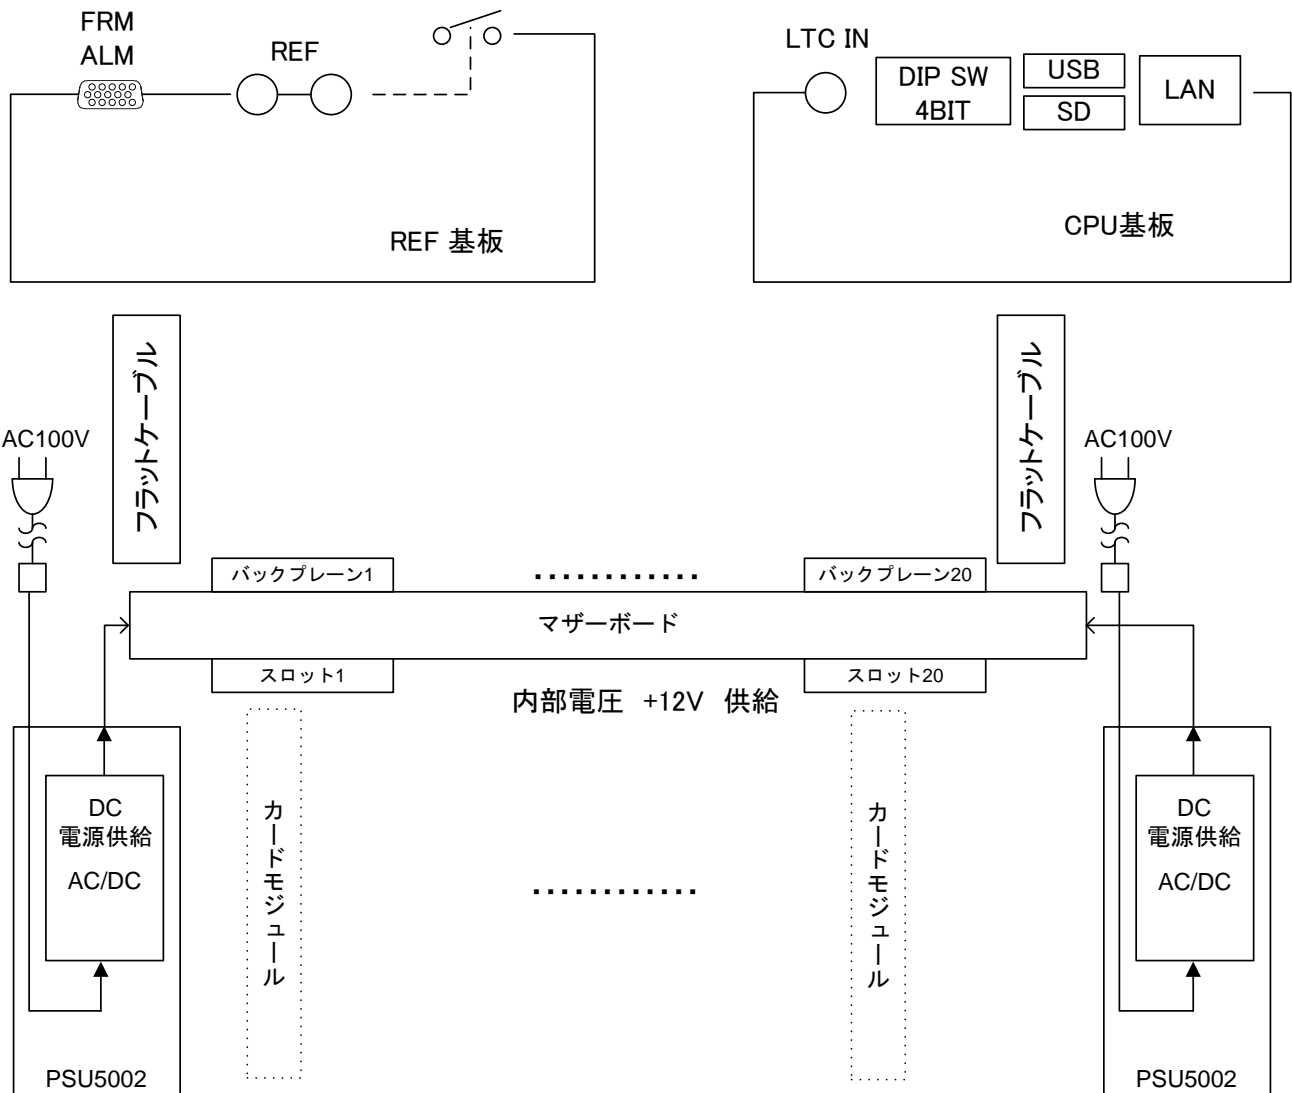 FRM
ALM
REF
REF 基板
LTC IN
DIP SW
4BIT
USB
SD
LAN
CPU基板
フラットケーブル
フラットケーブル
AC100V
AC100V
バックプレーン1
............
バックプレーン20
マザーボード
スロット1
スロット20
内部電圧 +12V 供給
DC
電源供給
AC/DC
PSU5002
カードモジュール
............
カードモジュール
DC
電源供給
AC/DC
PSU5002